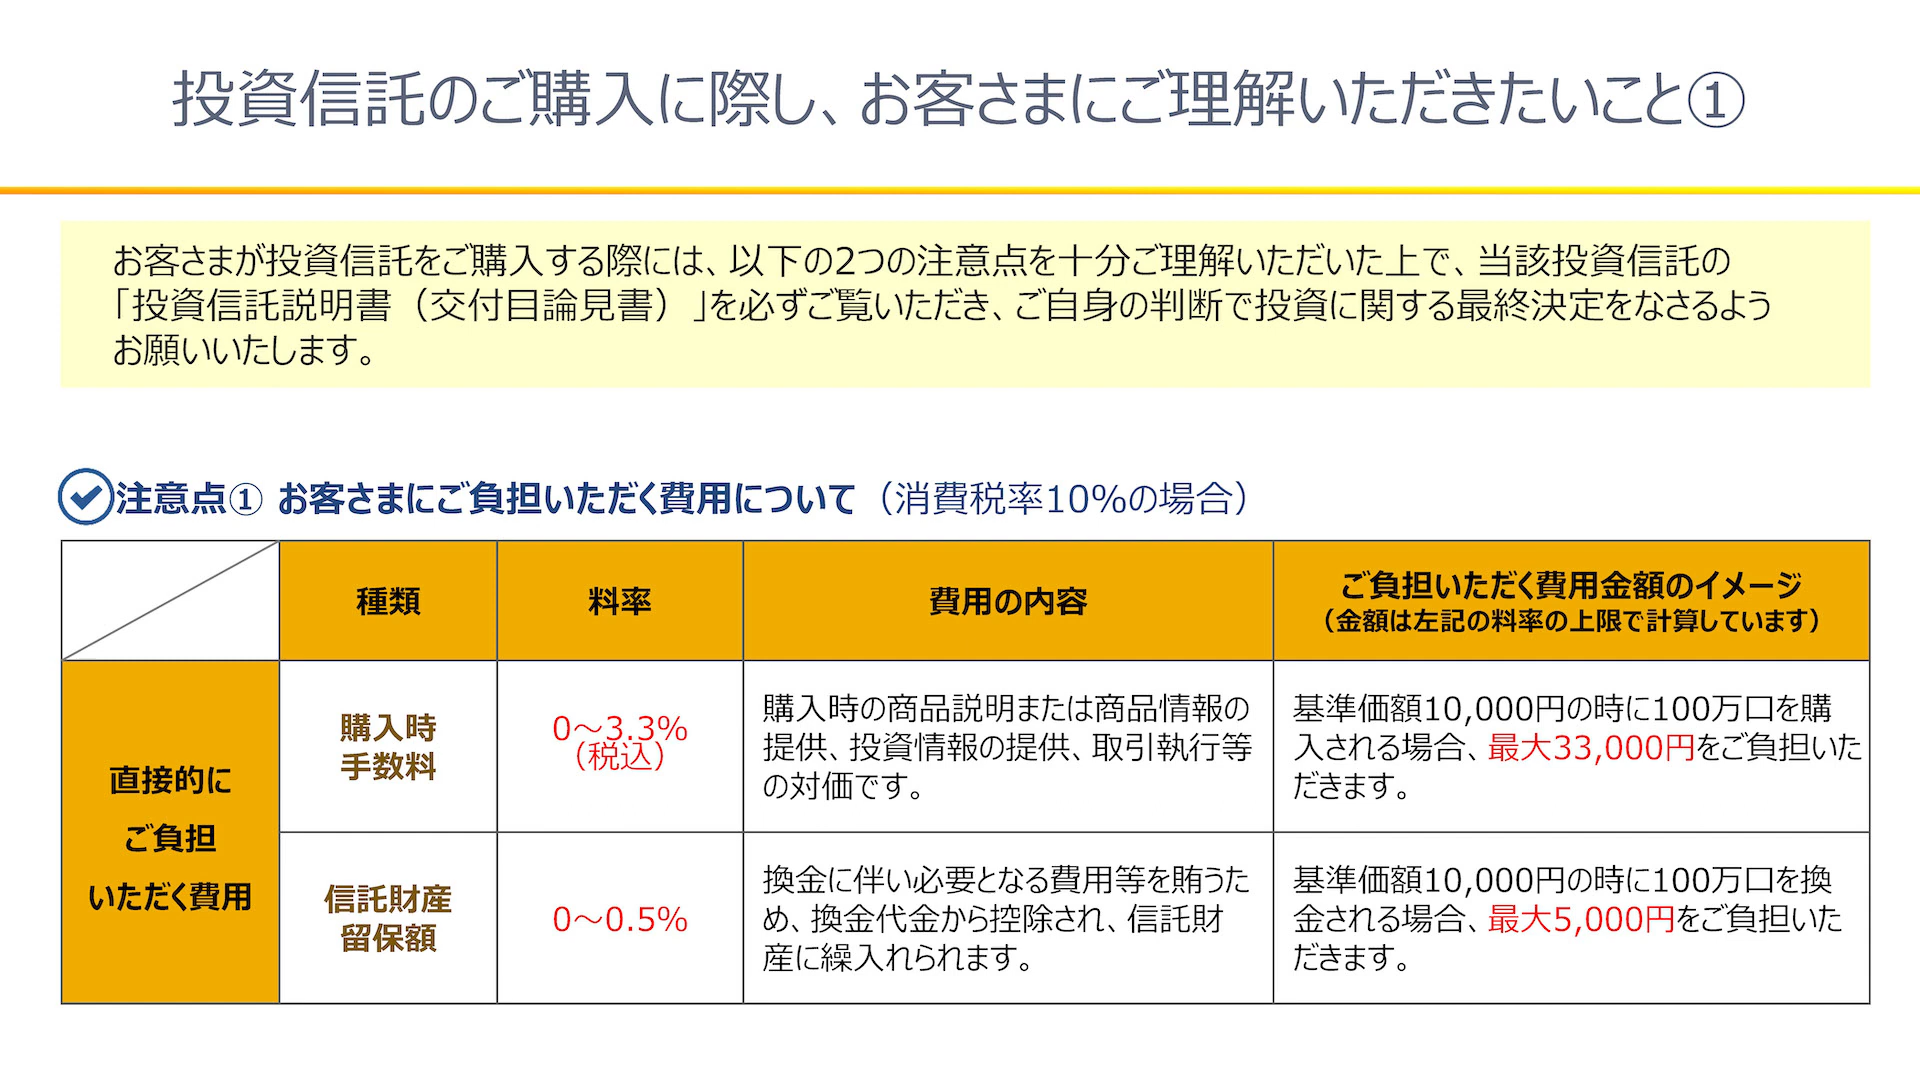 投資信託のご購入に際し、お客さまにご理解いただきたいこと①
お客さまが投資信託をご購入する際には、以下の2つの注意点を十分ご理解いただいた上で、当該投資信託の
「投資信託説明書（交付目論見書）」を必ずご覧いただき、ご自身の判断で投資に関する最終決定をなさるよう
お願いいたします。
注意点① お客さまにご負担いただく費用について（消費税率10%の場合）
種類
料率
費用の内容
ご負担いただく費用金額のイメージ
（金額は左記の料率の上限で計算しています）
直接的に
ご負担
いただく費用
購入時
手数料
0～3.3%
（税込）
購入時の商品説明または商品情報の
提供、投資情報の提供、取引執行等
の対価です。
基準価額10,000円の時に100万口を購
入される場合、最大33,000円をご負担いた
だきます。
信託財産
留保額
0～0.5%
換金に伴い必要となる費用等を賄うた
め、換金代金から控除され、信託財
産に繰入れられます。
基準価額10,000円の時に100万口を換
金される場合、最大5,000円をご負担いた
だきます。